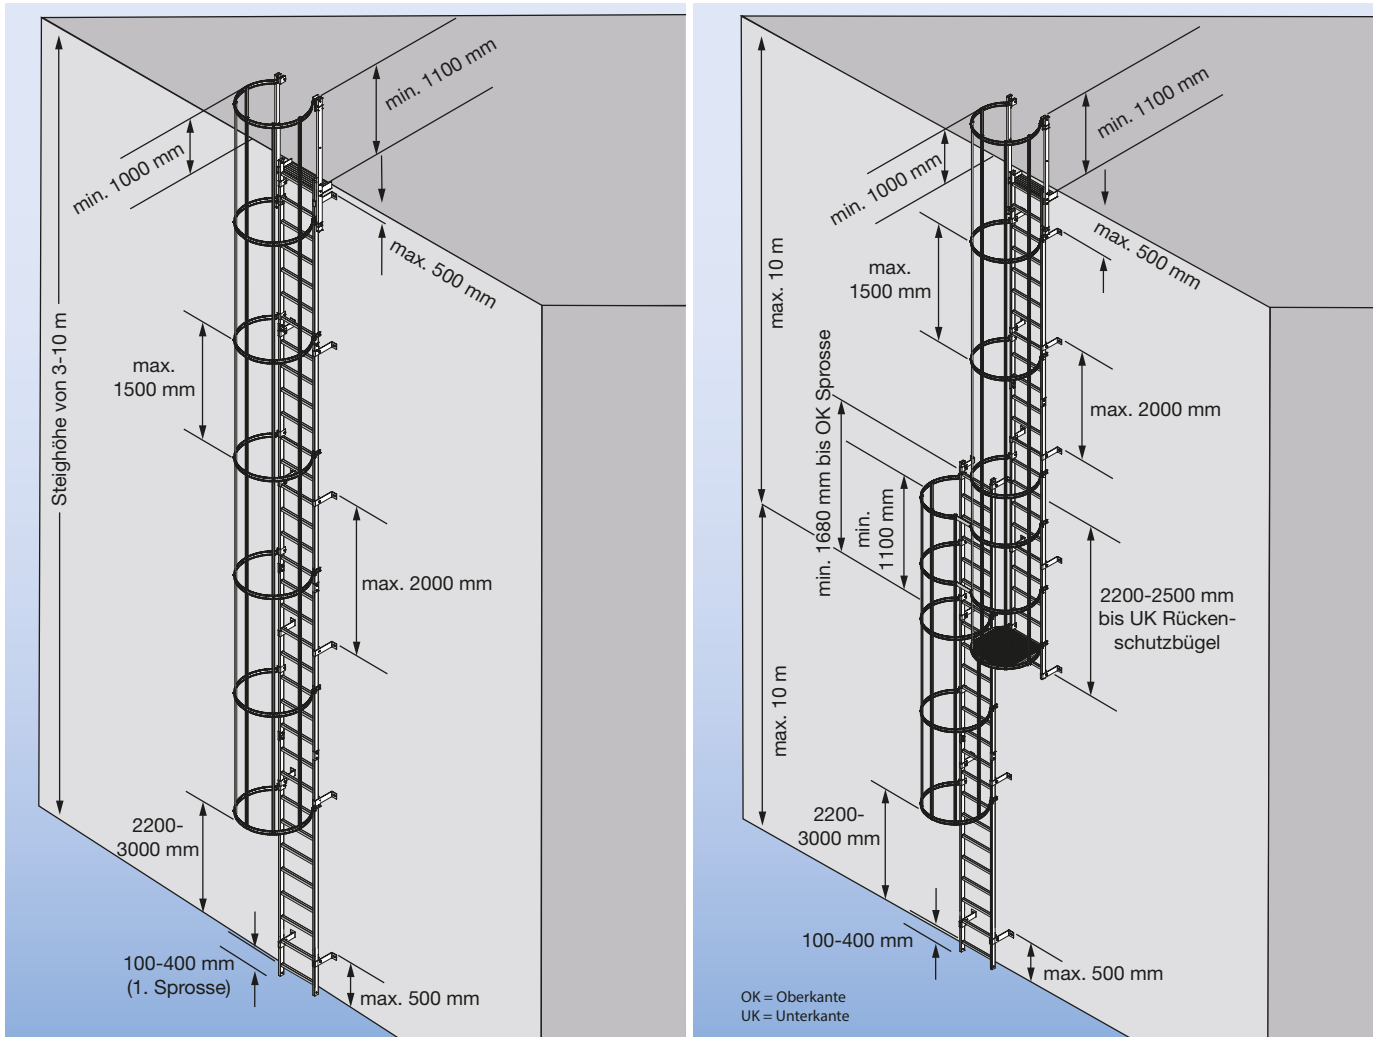 Steighöhe von 3-10 m
min. 1100 mm
min. 1000 mm
max. 500 mm
max.
1500 mm
max. 2000 mm
2200-
3000 mm
100-400 mm
(1. Sprosse)
max. 500 mm
max. 10 m
min. 1100 mm
min. 1000 mm
max. 500 mm
max.
1500 mm
max. 2000 mm
min. 1680 mm bis OK Sprosse
min.
1100 mm
2200-2500 mm
bis UK Rücken-
schutzbügel
max. 10 m
2200-
3000 mm
100-400 mm
max. 500 mm
OK = Oberkante
UK = Unterkante